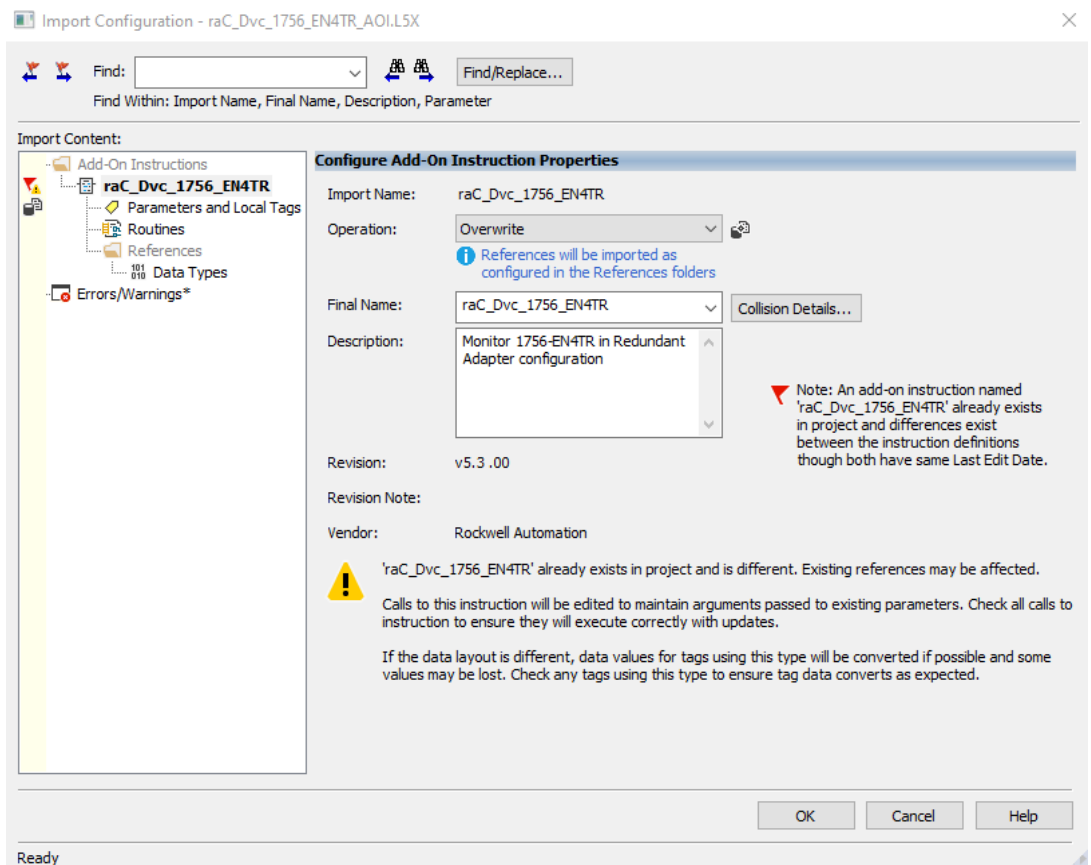 Import Configuration - raC_Dvc_1756_EN4TR_AOI.L5X
Find:
Find/Replace...
Find Within: Import Name, Final Name, Description, Parameter
Import Content:
Add-On Instructions
raC_Dvc_1756_EN4TR
Parameters and Local Tags
Routines
References
101
010
Data Types
Errors/Warnings*
Configure Add-On Instruction Properties
Import Name: raC_Dvc_1756_EN4TR
Operation: Overwrite
References will be imported as
configured in the References folders
Final Name: raC_Dvc_1756_EN4TR
Collision Details...
Description: Monitor 1756-EN4TR in Redundant
Adapter configuration
Note: An add-on instruction named
'raC_Dvc_1756_EN4TR' already exists
in project and differences exist
between the instruction definitions
though both have same Last Edit Date.
Revision: v5.3 .00
Revision Note:
Vendor: Rockwell Automation
'raC_Dvc_1756_EN4TR' already exists in project and is different. Existing references may be affected.
Calls to this instruction will be edited to maintain arguments passed to existing parameters. Check all calls to
instruction to ensure they will execute correctly with updates.
If the data layout is different, data values for tags using this type will be converted if possible and some
values may be lost. Check any tags using this type to ensure tag data converts as expected.
OK
Cancel
Help
Ready